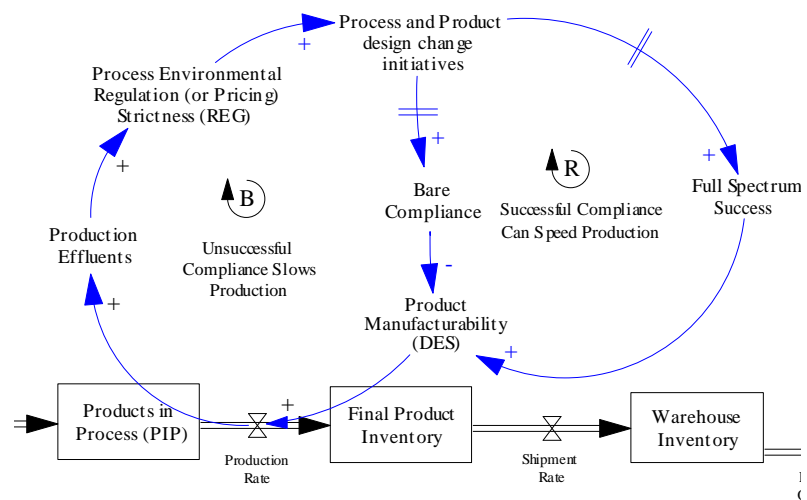 Process and Product
design change
initiatives
+
Process Environmental
Regulation (or Pricing)
Strictness (REG)
+
+
+
B
R
Bare
Compliance
Successful Compliance
Can Speed Production
Full Spectrum
Success
Production
Effluents
Unsuccessful
Compliance Slows
Production
-
Product
Manufacturability
(DES)
+
+
+
Products in
Process (PIP)
Final Product
Inventory
Warehouse
Inventory
Production
Rate
Shipment
Rate